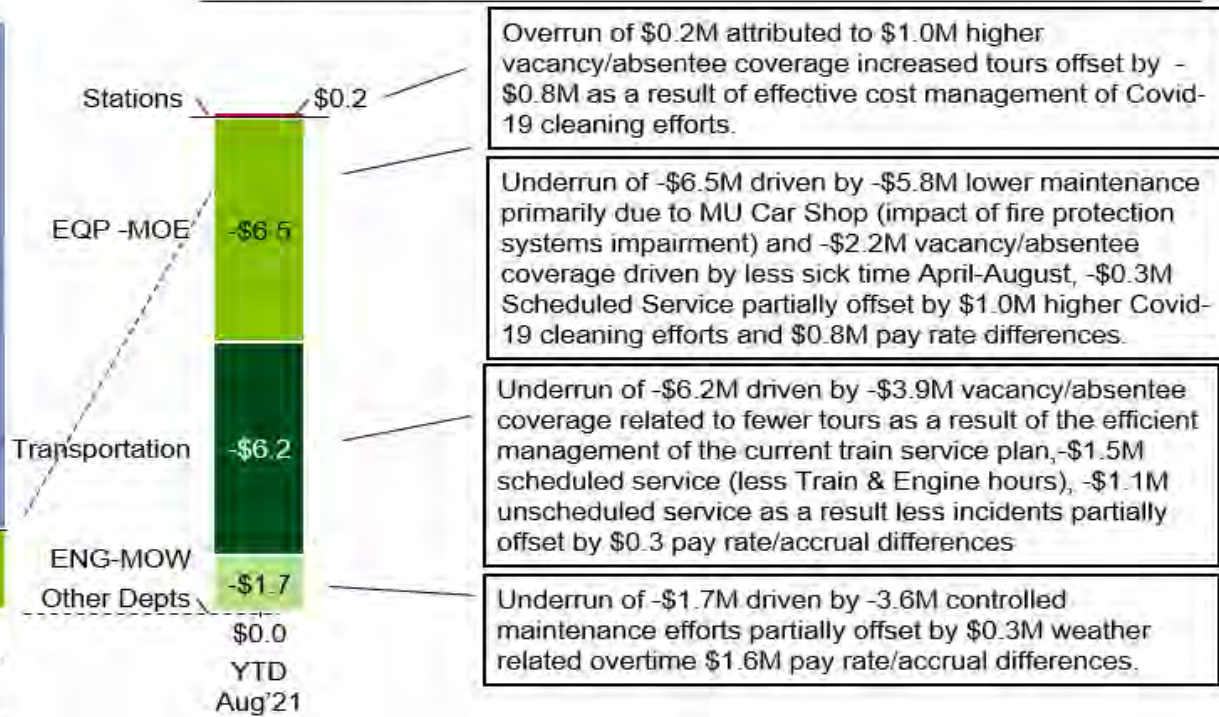 Stations
$0.2
EQP -MOE
-$6.5
Transportation
-$6.2
ENG-MOW
Other Depts
-$1.7
$0.0
YTD
Aug'21
Overrun of $0.2M attributed to $1.0M higher
vacancy/absentee coverage increased tours offset by -
$0.8M as a result of effective cost management of Covid-
19 cleaning efforts.
Underrun of -$6.5M driven by -$5.8M lower maintenance
primarily due to MU Car Shop (impact of fire protection
systems impairment) and -$2.2M vacancy/absentee
coverage driven by less sick time April-August, -$0.3M
Scheduled Service partially offset by $1.0M higher Covid-
19 cleaning efforts and $0.8M pay rate differences.
Underrun of -$6.2M driven by -$3.9M vacancy/absentee
coverage related to fewer tours as a result of the efficient
management of the current train service plan,-$1.5M
scheduled service (less Train & Engine hours), -$1.1M
unscheduled service as a result less incidents partially
offset by $0.3 pay rate/accrual differences
Underrun of -$1.7M driven by -3.6M controlled
maintenance efforts partially offset by $0.3M weather
related overtime $1.6M pay rate/accrual differences.